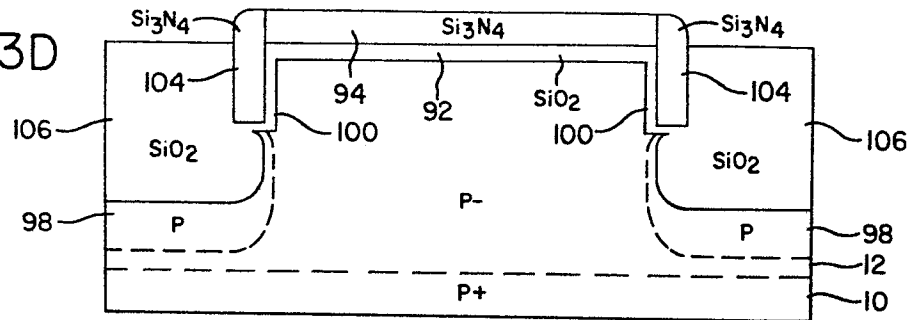 Si3N4 Si3N4 Si3N4
3D
104 94 92 SiO2 104
106 100 100 106
SiO2 SiO2
98 P P- P 98
12
P+ 10